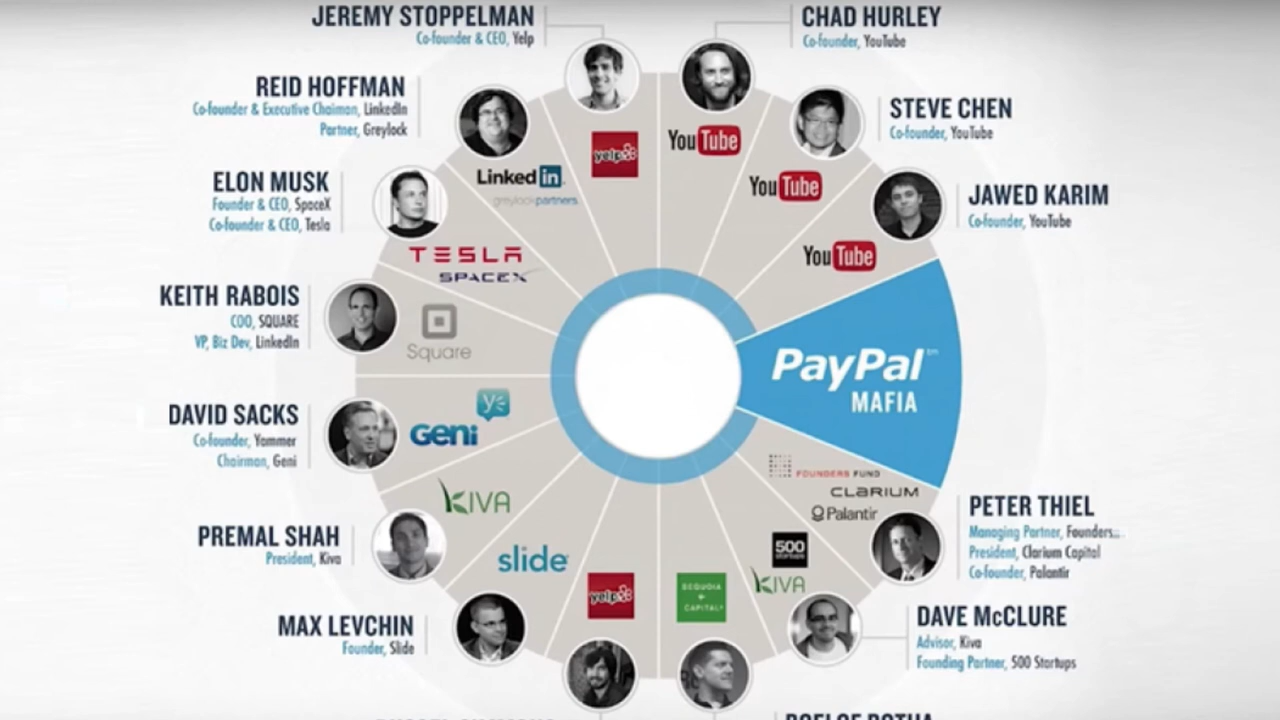 JEREMY STOPPELMAN
Co-founder & CEO, Yelp
CHAD HURLEY
Co-founder, YouTube
REID HOFFMAN
Co-founder & Executive Chaiman, LinkedIn
Partner, Greylock
STEVE CHEN
Co-founder, YouTube
yelp
YouTube
LinkedIn
greylockpartners
YouTube
ELON MUSK
Founder & CEO, SpaceX
Co-founder & CEO, Tesla
JAWED KARIM
Co-founder, YouTube
TESLA
SPACEX
YouTube
KEITH RABOIS
COO, SQUARE
VP, Biz Dev, LinkedIn
Square
PayPal™
MAFIA
DAVID SACKS
Co-founder, Yammer
Chairman, Geni
Geni
FOUNDERS FUND
CLARIUM
Palantir
KIVA
PETER THIEL
Managing Partner, Founders...
President, Clarium Capital
Co-founder, Palantir
PREMAL SHAH
President, Kiva
slide
500
startups
KIVA
yelp
SEQUOIA
CAPITAL
MAX LEVCHIN
Founder, Slide
DAVE McCLURE
Advisor, Kiva
Founding Partner, 500 Startups
ROELOF BOTHA